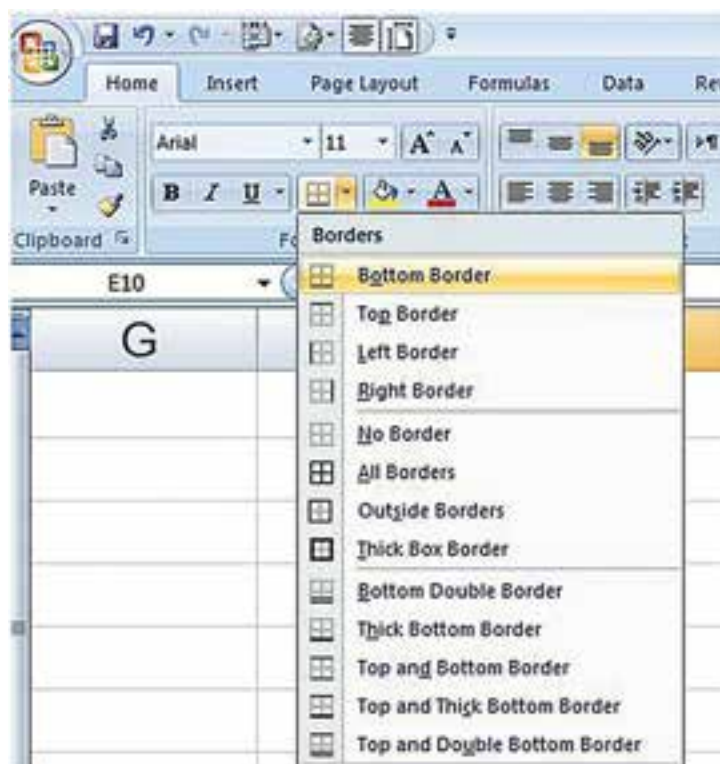 Home Insert Page Layout Formulas Data Re
Arial 11 A A
Paste B I U A
Clipboard Fo
Borders
E10
Bottom Border
G
Top Border
Left Border
Right Border
No Border
All Borders
Outside Borders
Thick Box Border
Bottom Double Border
Thick Bottom Border
Top and Bottom Border
Top and Thick Bottom Border
Top and Double Bottom Border